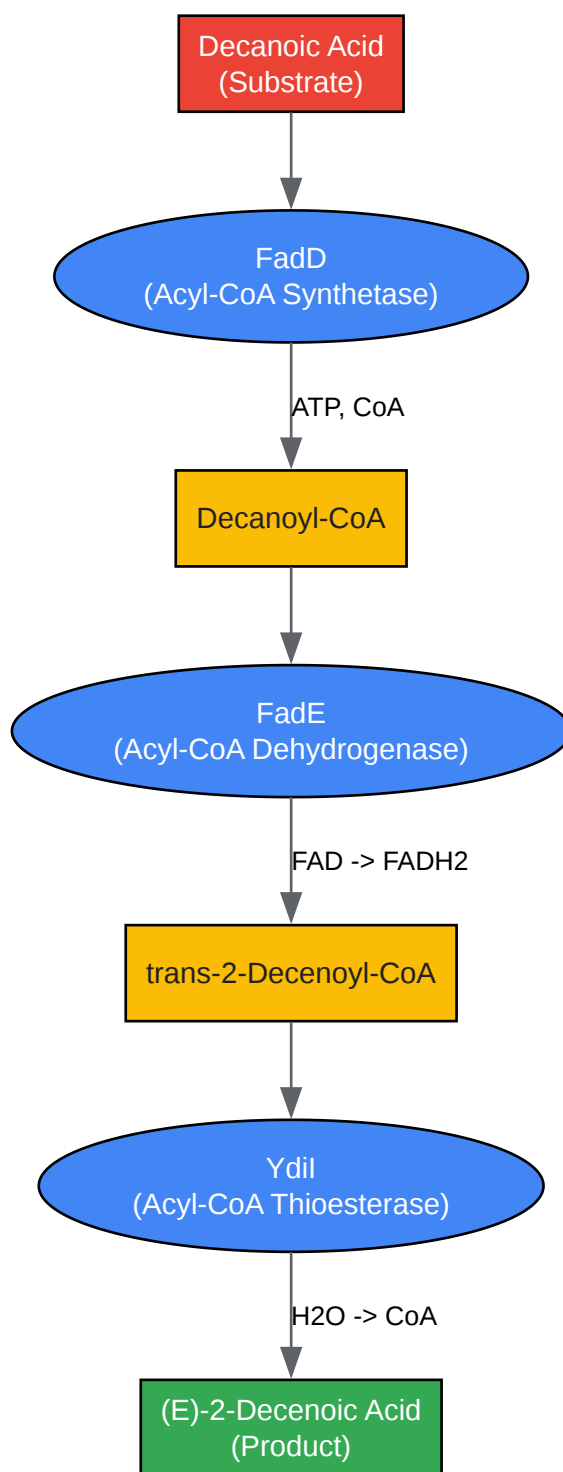 Decanoic Acid
(Substrate)
FadD
(Acyl-CoA Synthetase)
ATP, CoA
Decanoyl-CoA
FadE
(Acyl-CoA Dehydrogenase)
FAD -> FADH2
trans-2-Decenoyl-CoA
YdiI
(Acyl-CoA Thioesterase)
H2O -> CoA
(E)-2-Decenoic Acid
(Product)